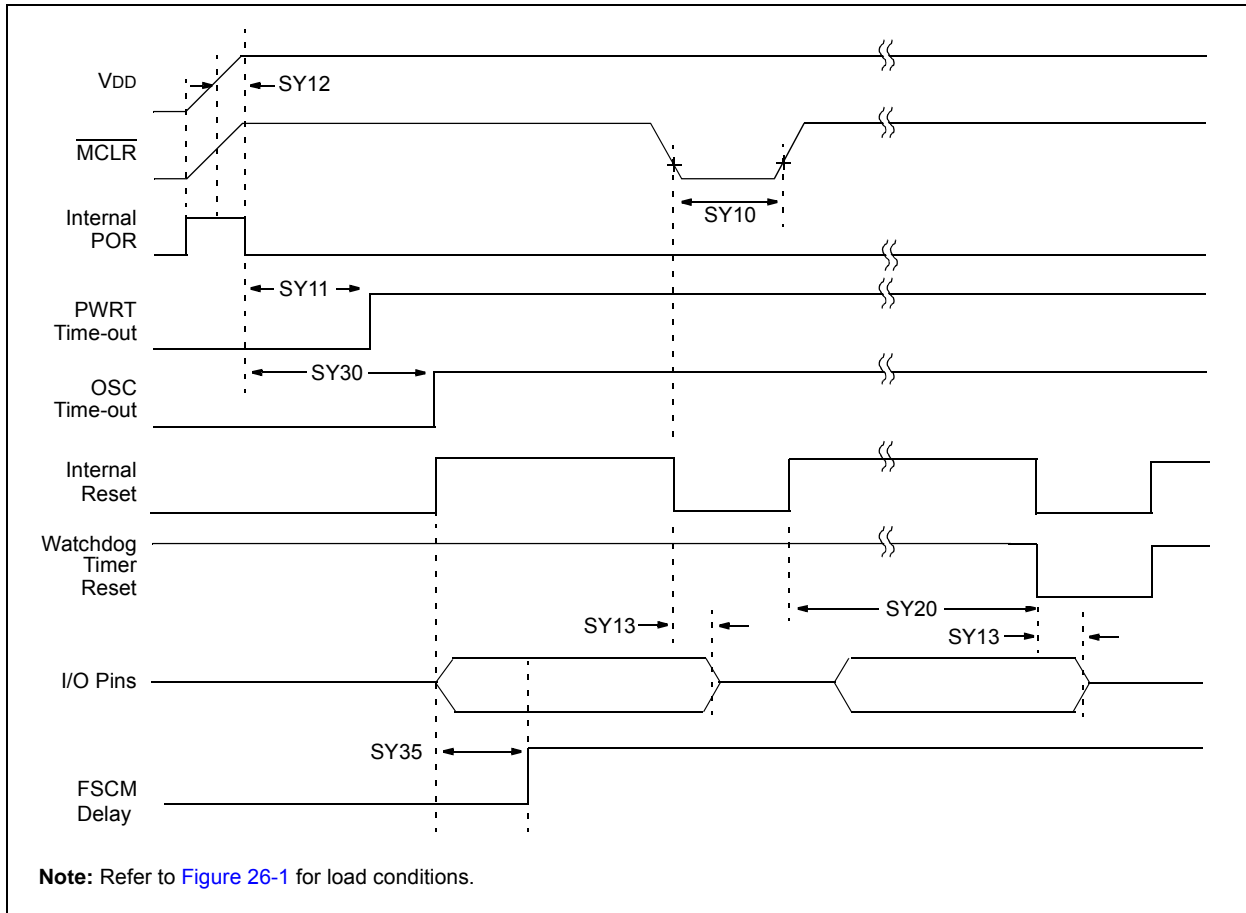 VDD
SY12
MCLR
SY10
Internal
POR
SY11
PWRT
Time-out
SY30
OSC
Time-out
Internal
Reset
Watchdog
Timer
Reset
SY20
SY13
SY13
I/O Pins
SY35
FSCM
Delay
Note: Refer to Figure 26-1 for load conditions.